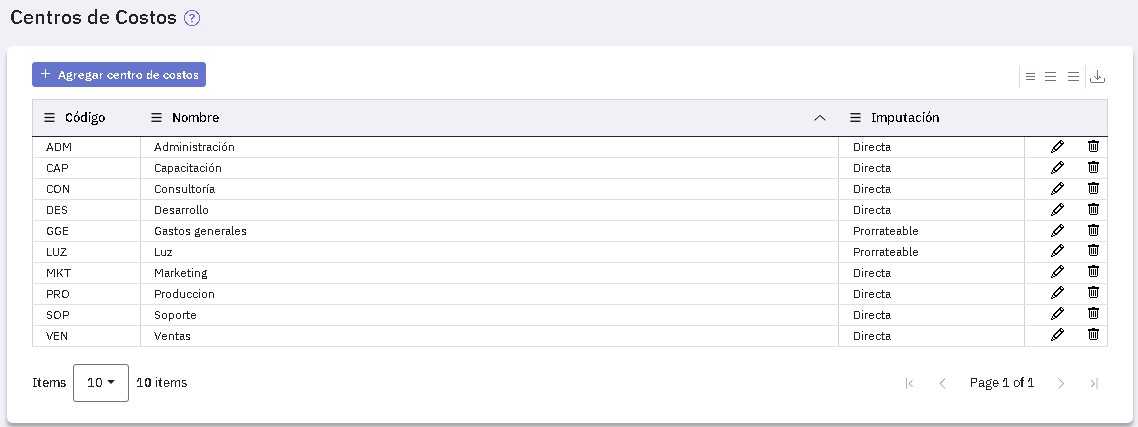 Centros de Costos ?
+ Agregar centro de costos
Código Nombre Imputación
ADM Administración Directa
CAP Capacitación Directa
CON Consultoría Directa
DES Desarrollo Directa
GGE Gastos generales Prorrateable
LUZ Luz Prorrateable
MKT Marketing Directa
PRO Produccion Directa
SOP Soporte Directa
VEN Ventas Directa
Items 10 10 items Page 1 of 1